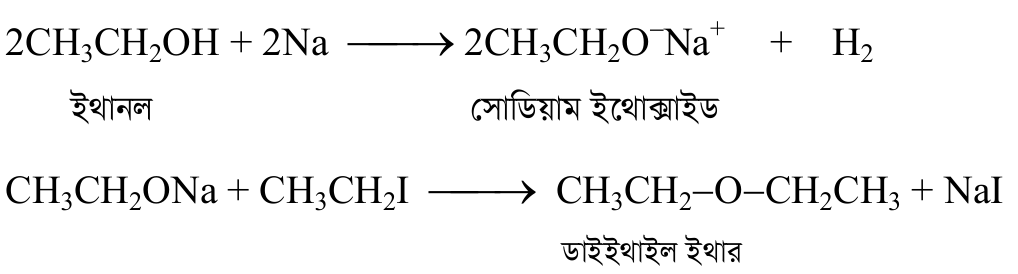 2CH₃CH₂OH + 2Na ⟶ 2CH₃CH₂O⁻Na⁺ + H₂
ইথানল সোডিয়াম ইথোক্সাইড
CH₃CH₂ONa + CH₃CH₂I ⟶ CH₃CH₂–O–CH₂CH₃ + NaI
ডাইইথাইল ইথার